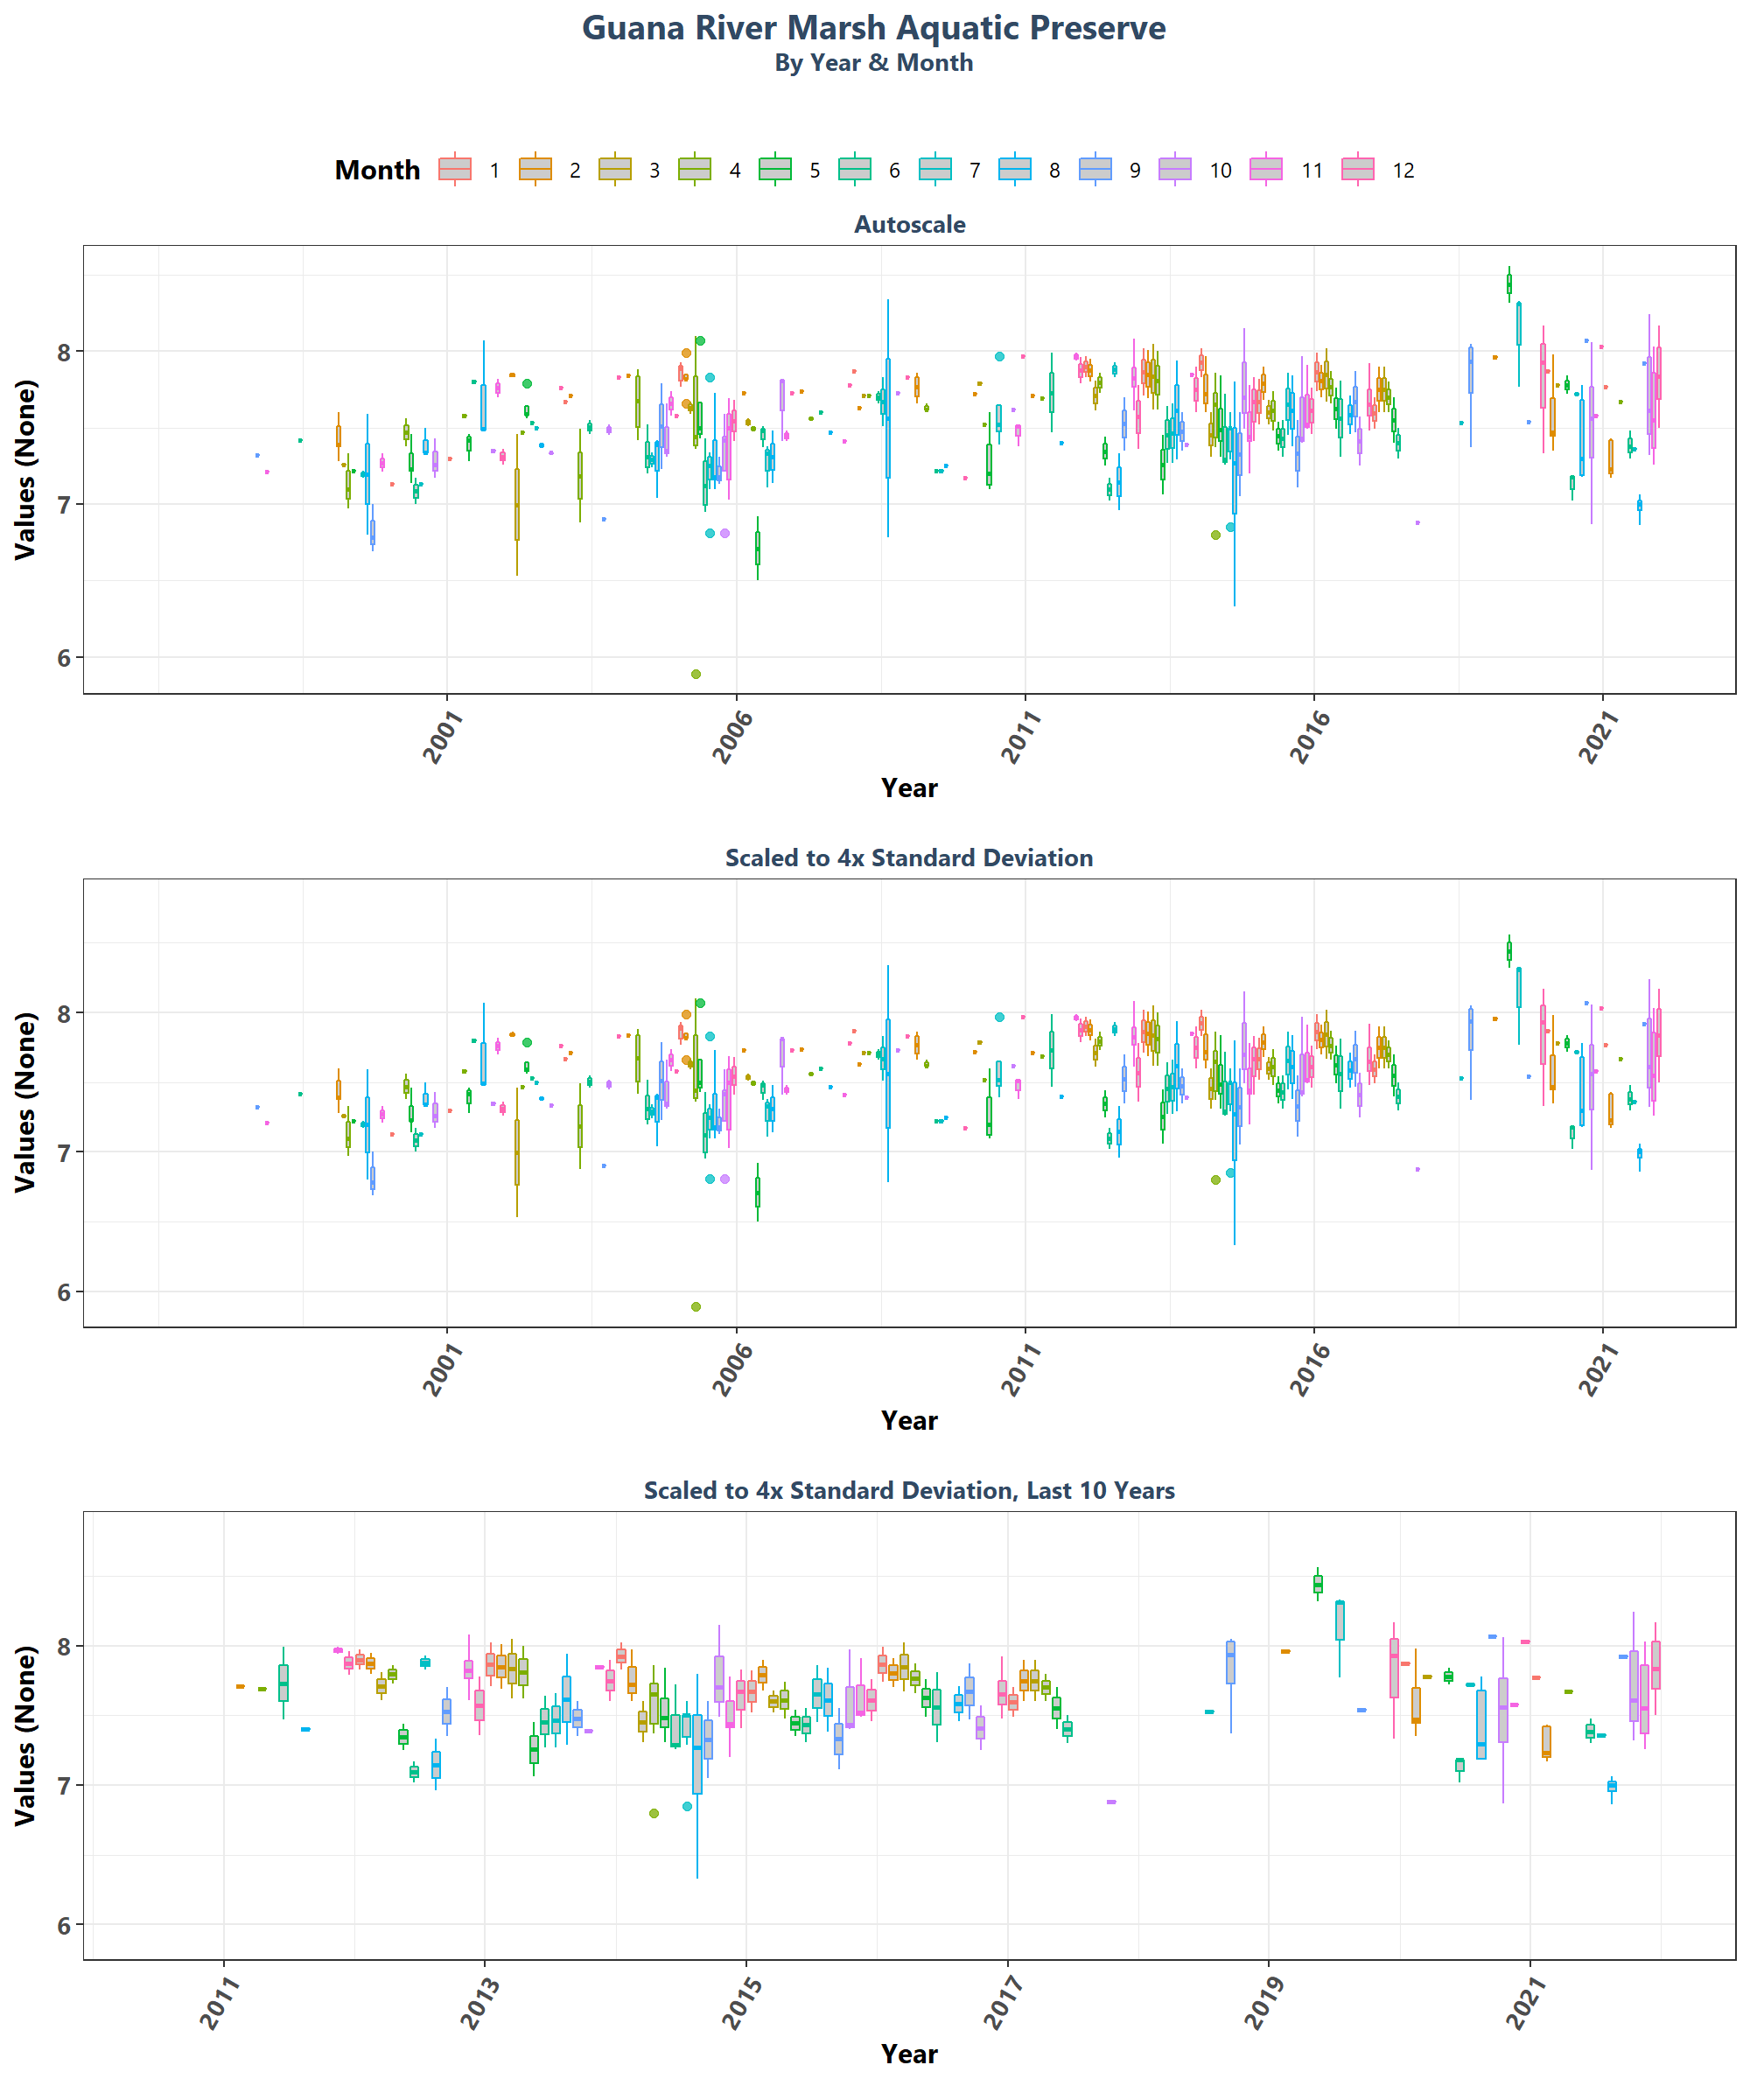 Guana River Marsh Aquatic Preserve
By Year & Month
Month 1 2 3 4 5 6 7 8 9 10 11 12
Autoscale
Values (None)
8
7
6
2001 2006 2011 2016 2021
Year
Scaled to 4x Standard Deviation
Values (None)
8
7
6
2001 2006 2011 2016 2021
Year
Scaled to 4x Standard Deviation, Last 10 Years
Values (None)
8
7
6
2011 2013 2015 2017 2019 2021
Year